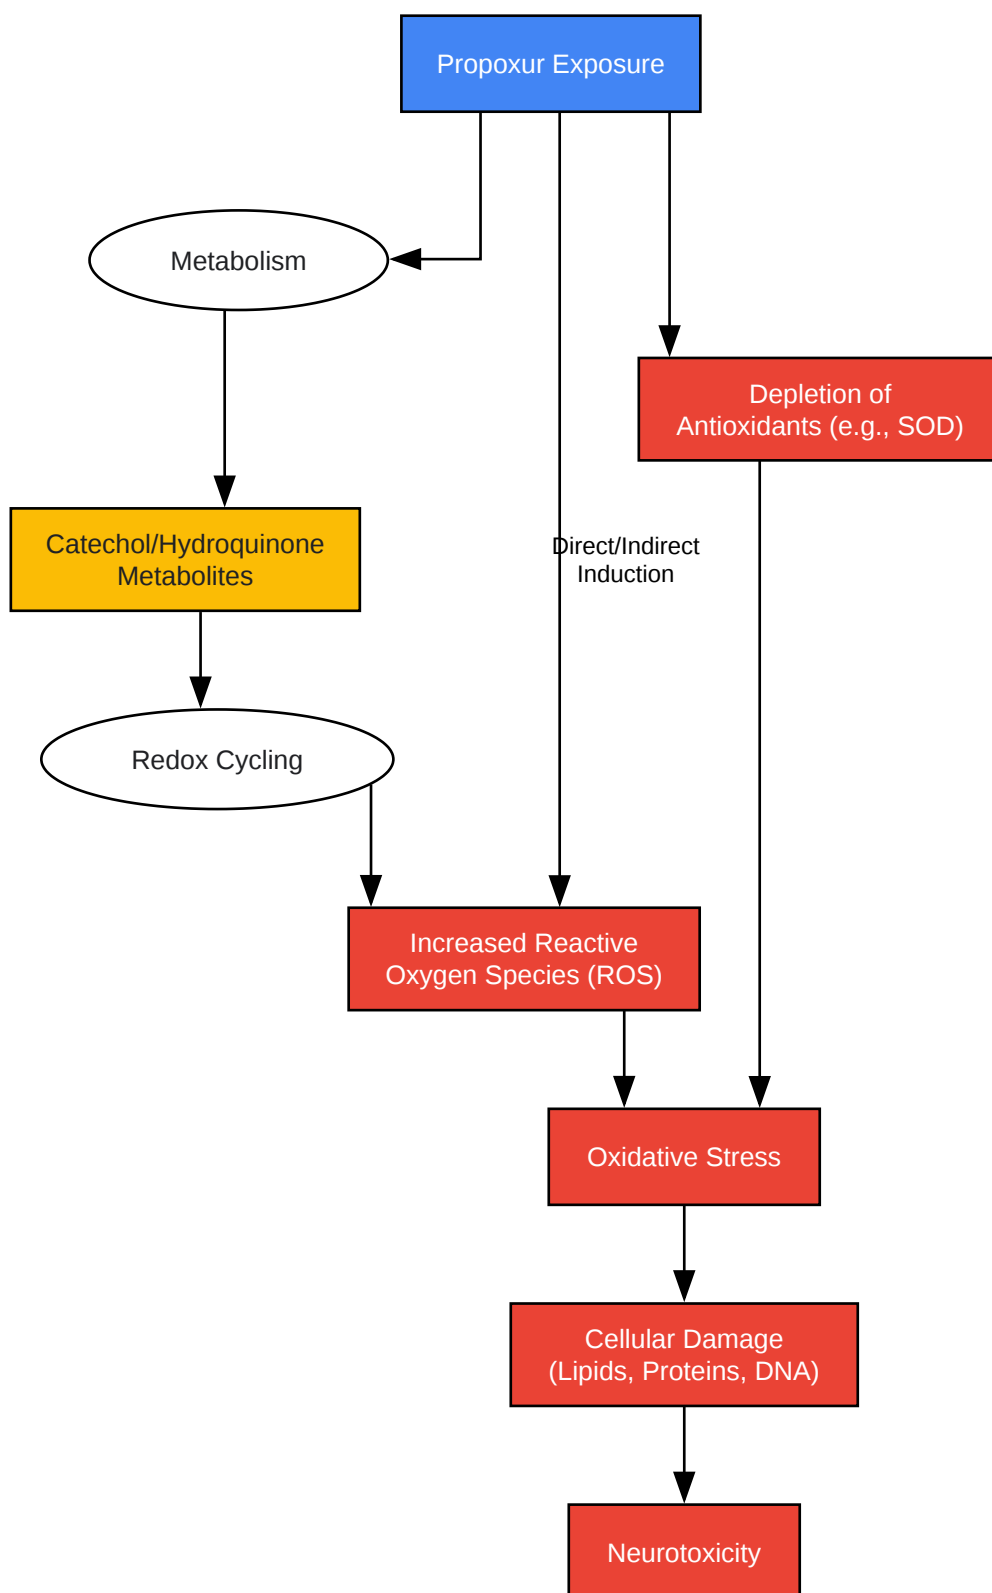 Propoxur Exposure
Metabolism
Depletion of
Antioxidants (e.g., SOD)
Catechol/Hydroquinone
Metabolites
Direct/Indirect
Induction
Redox Cycling
Increased Reactive
Oxygen Species (ROS)
Oxidative Stress
Cellular Damage
(Lipids, Proteins, DNA)
Neurotoxicity